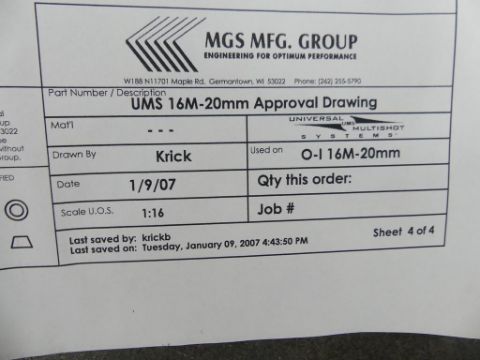 MGS MFG. GROUP
ENGINEERING FOR OPTIMUM PERFORMANCE
W188 N11701 Maple Rd. Germantown, WI 53022 Phone: (262) 255-5790
Part Number / Description
UMS 16M-20mm Approval Drawing
Mat'l - - - UNIVERSAL UMS MULTISHOT
SYSTEMS
Drawn By Krick Used on O-I 16M-20mm
Date 1/9/07 Qty this order:
Scale U.O.S. 1:16 Job #
Last saved by: krickb
Last saved on: Tuesday, January 09, 2007 4:43:50 PM Sheet 4 of 4
53022
without